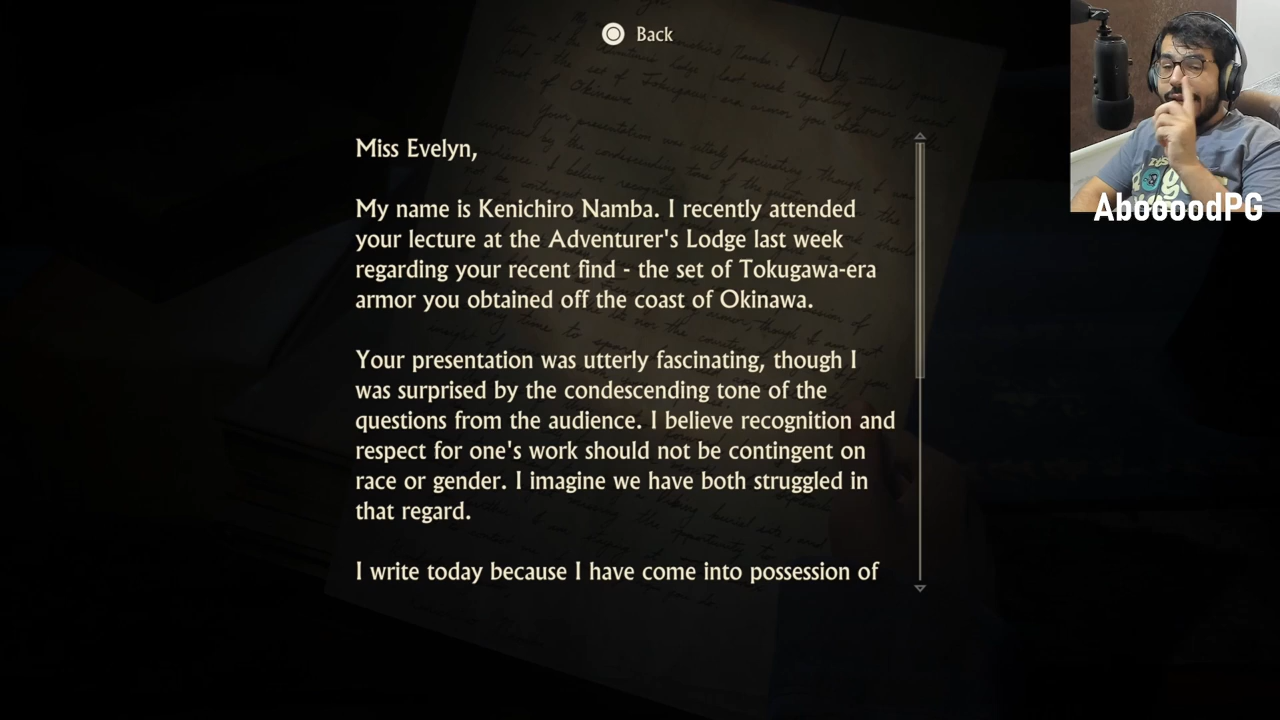 Back
Miss Evelyn,
My name is Kenichiro Namba. I recently attended
your lecture at the Adventurer's Lodge last week
regarding your recent find - the set of Tokugawa-era
armor you obtained off the coast of Okinawa.
Your presentation was utterly fascinating, though I
was surprised by the condescending tone of the
questions from the audience. I believe recognition and
respect for one's work should not be contingent on
race or gender. I imagine we have both struggled in
that regard.
I write today because I have come into possession of
AboooodPG